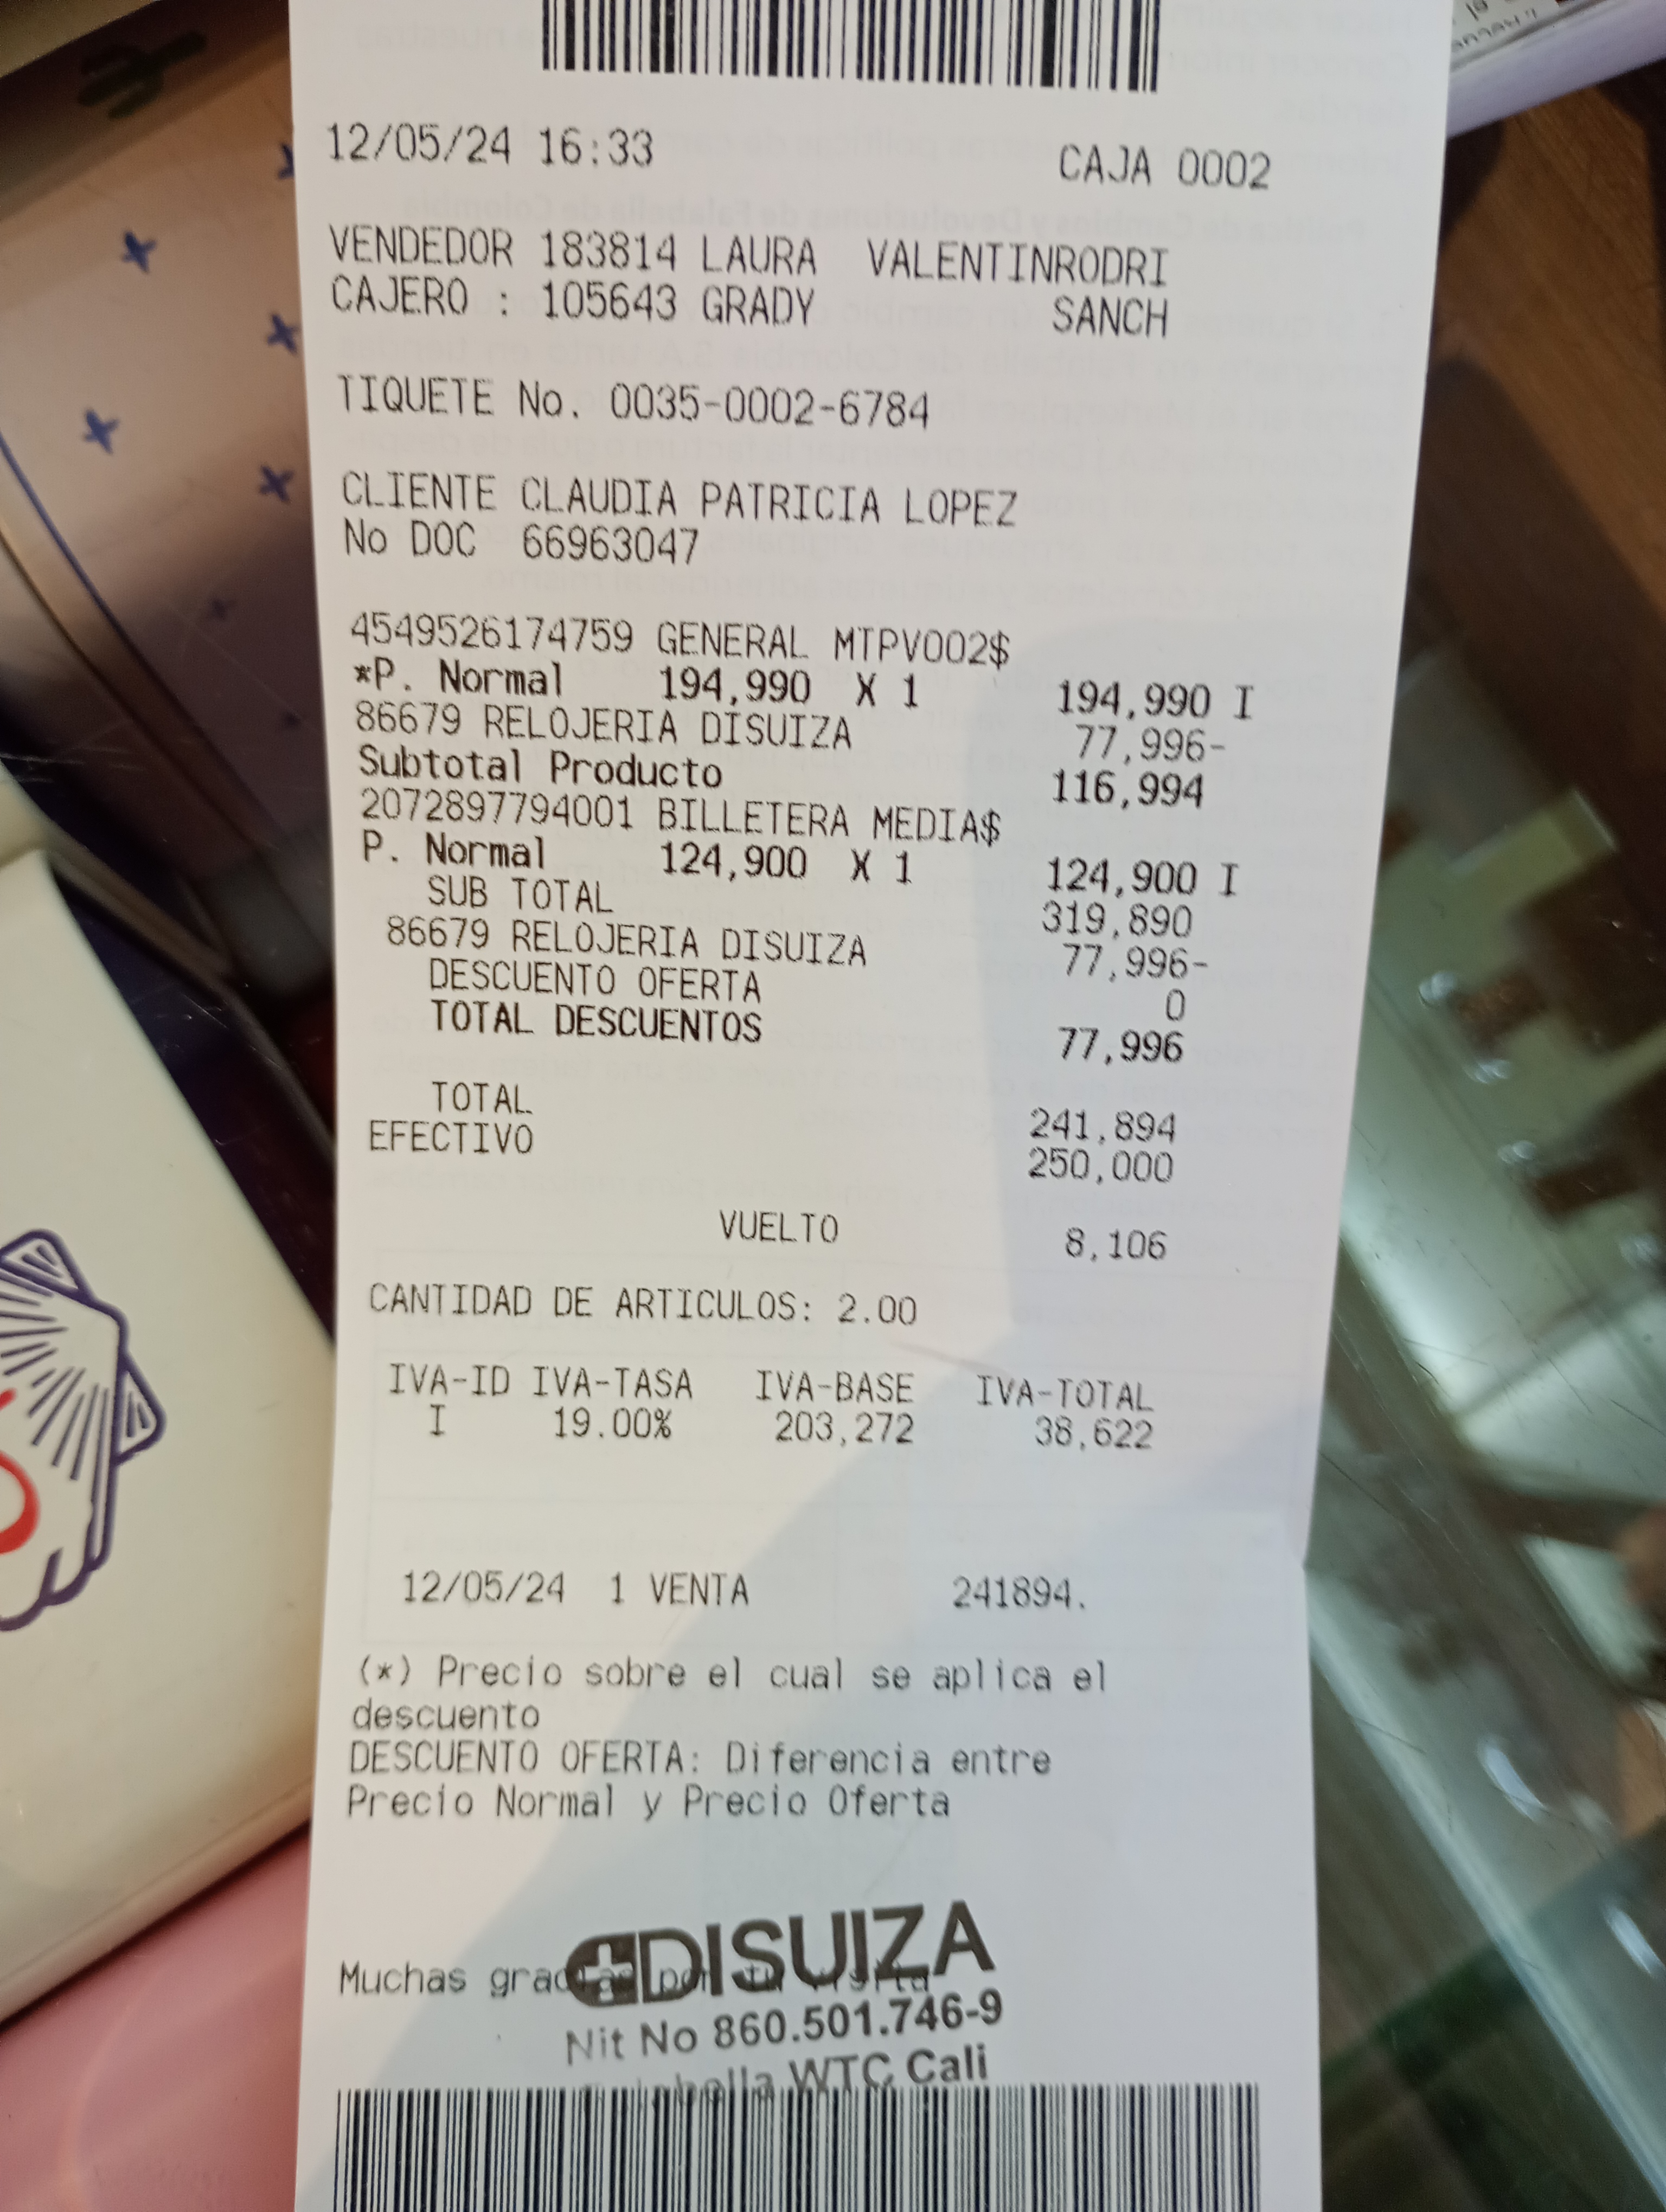 12/05/24 16:33 CAJA 0002
VENDEDOR 183814 LAURA VALENTINRODRI
CAJERO : 105643 GRADY SANCH
TIQUETE No. 0035-0002-6784
CLIENTE CLAUDIA PATRICIA LOPEZ
No DOC 66963047
4549526174759 GENERAL MTPV002$
*P. Normal 194,990 X 1 194,990 I
86679 RELOJERIA DISUIZA 77,996-
Subtotal Producto 116,994
2072897794001 BILLETERA MEDIA$
P. Normal 124,900 X 1 124,900 I
SUB TOTAL 319,890
86679 RELOJERIA DISUIZA 77,996-
DESCUENTO OFERTA 0
TOTAL DESCUENTOS 77,996
TOTAL 241,894
EFECTIVO 250,000
VUELTO 8,106
CANTIDAD DE ARTICULOS: 2.00
IVA-ID IVA-TASA IVA-BASE IVA-TOTAL
I 19.00% 203,272 38,622
12/05/24 1 VENTA 241894.
(*) Precio sobre el cual se aplica el
descuento
DESCUENTO OFERTA: Diferencia entre
Precio Normal y Precio Oferta
DISUIZA
Muchas gracias por tu visita
Nit No 860.501.746-9
Falabella WTC Cali